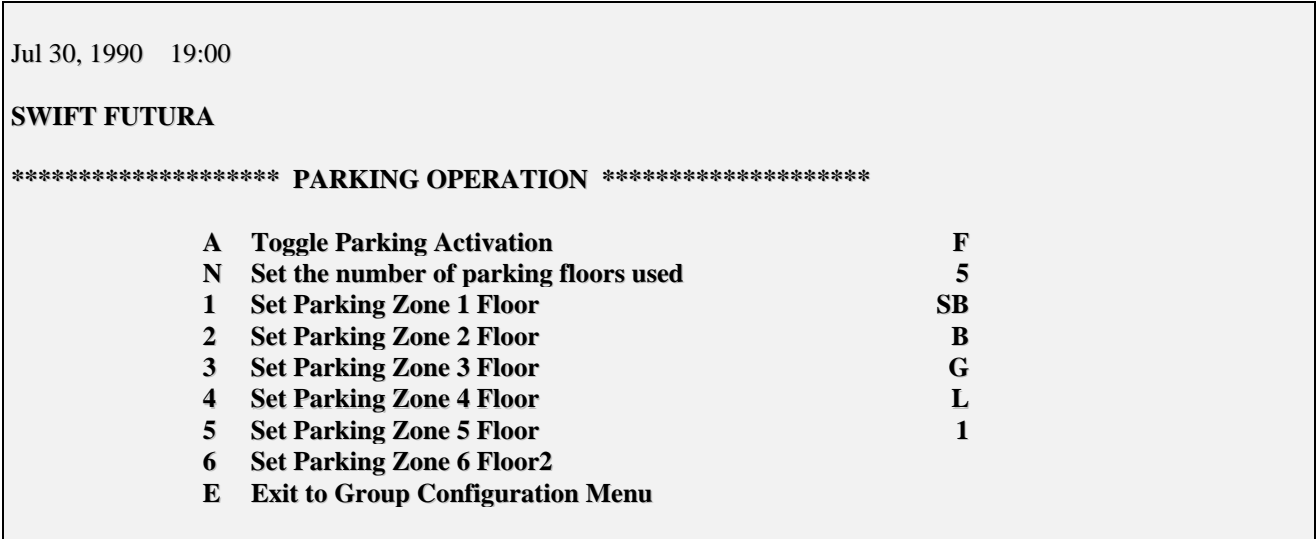 Jul 30, 1990 19:00
SWIFT FUTURA
******************** PARKING OPERATION ********************
A Toggle Parking Activation F
N Set the number of parking floors used 5
1 Set Parking Zone 1 Floor SB
2 Set Parking Zone 2 Floor B
3 Set Parking Zone 3 Floor G
4 Set Parking Zone 4 Floor L
5 Set Parking Zone 5 Floor 1
6 Set Parking Zone 6 Floor2
E Exit to Group Configuration Menu